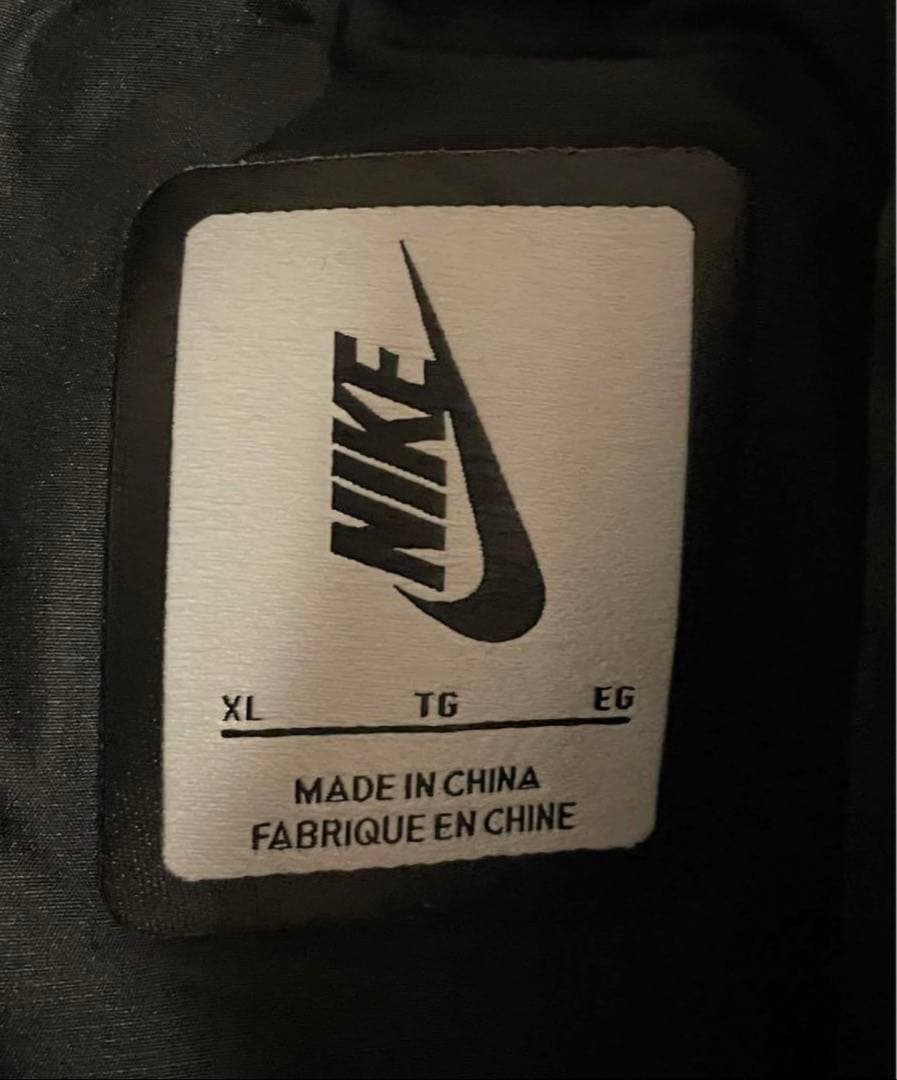 NIKE
XL TG EG
MADE IN CHINA
FABRIQUE EN CHINE